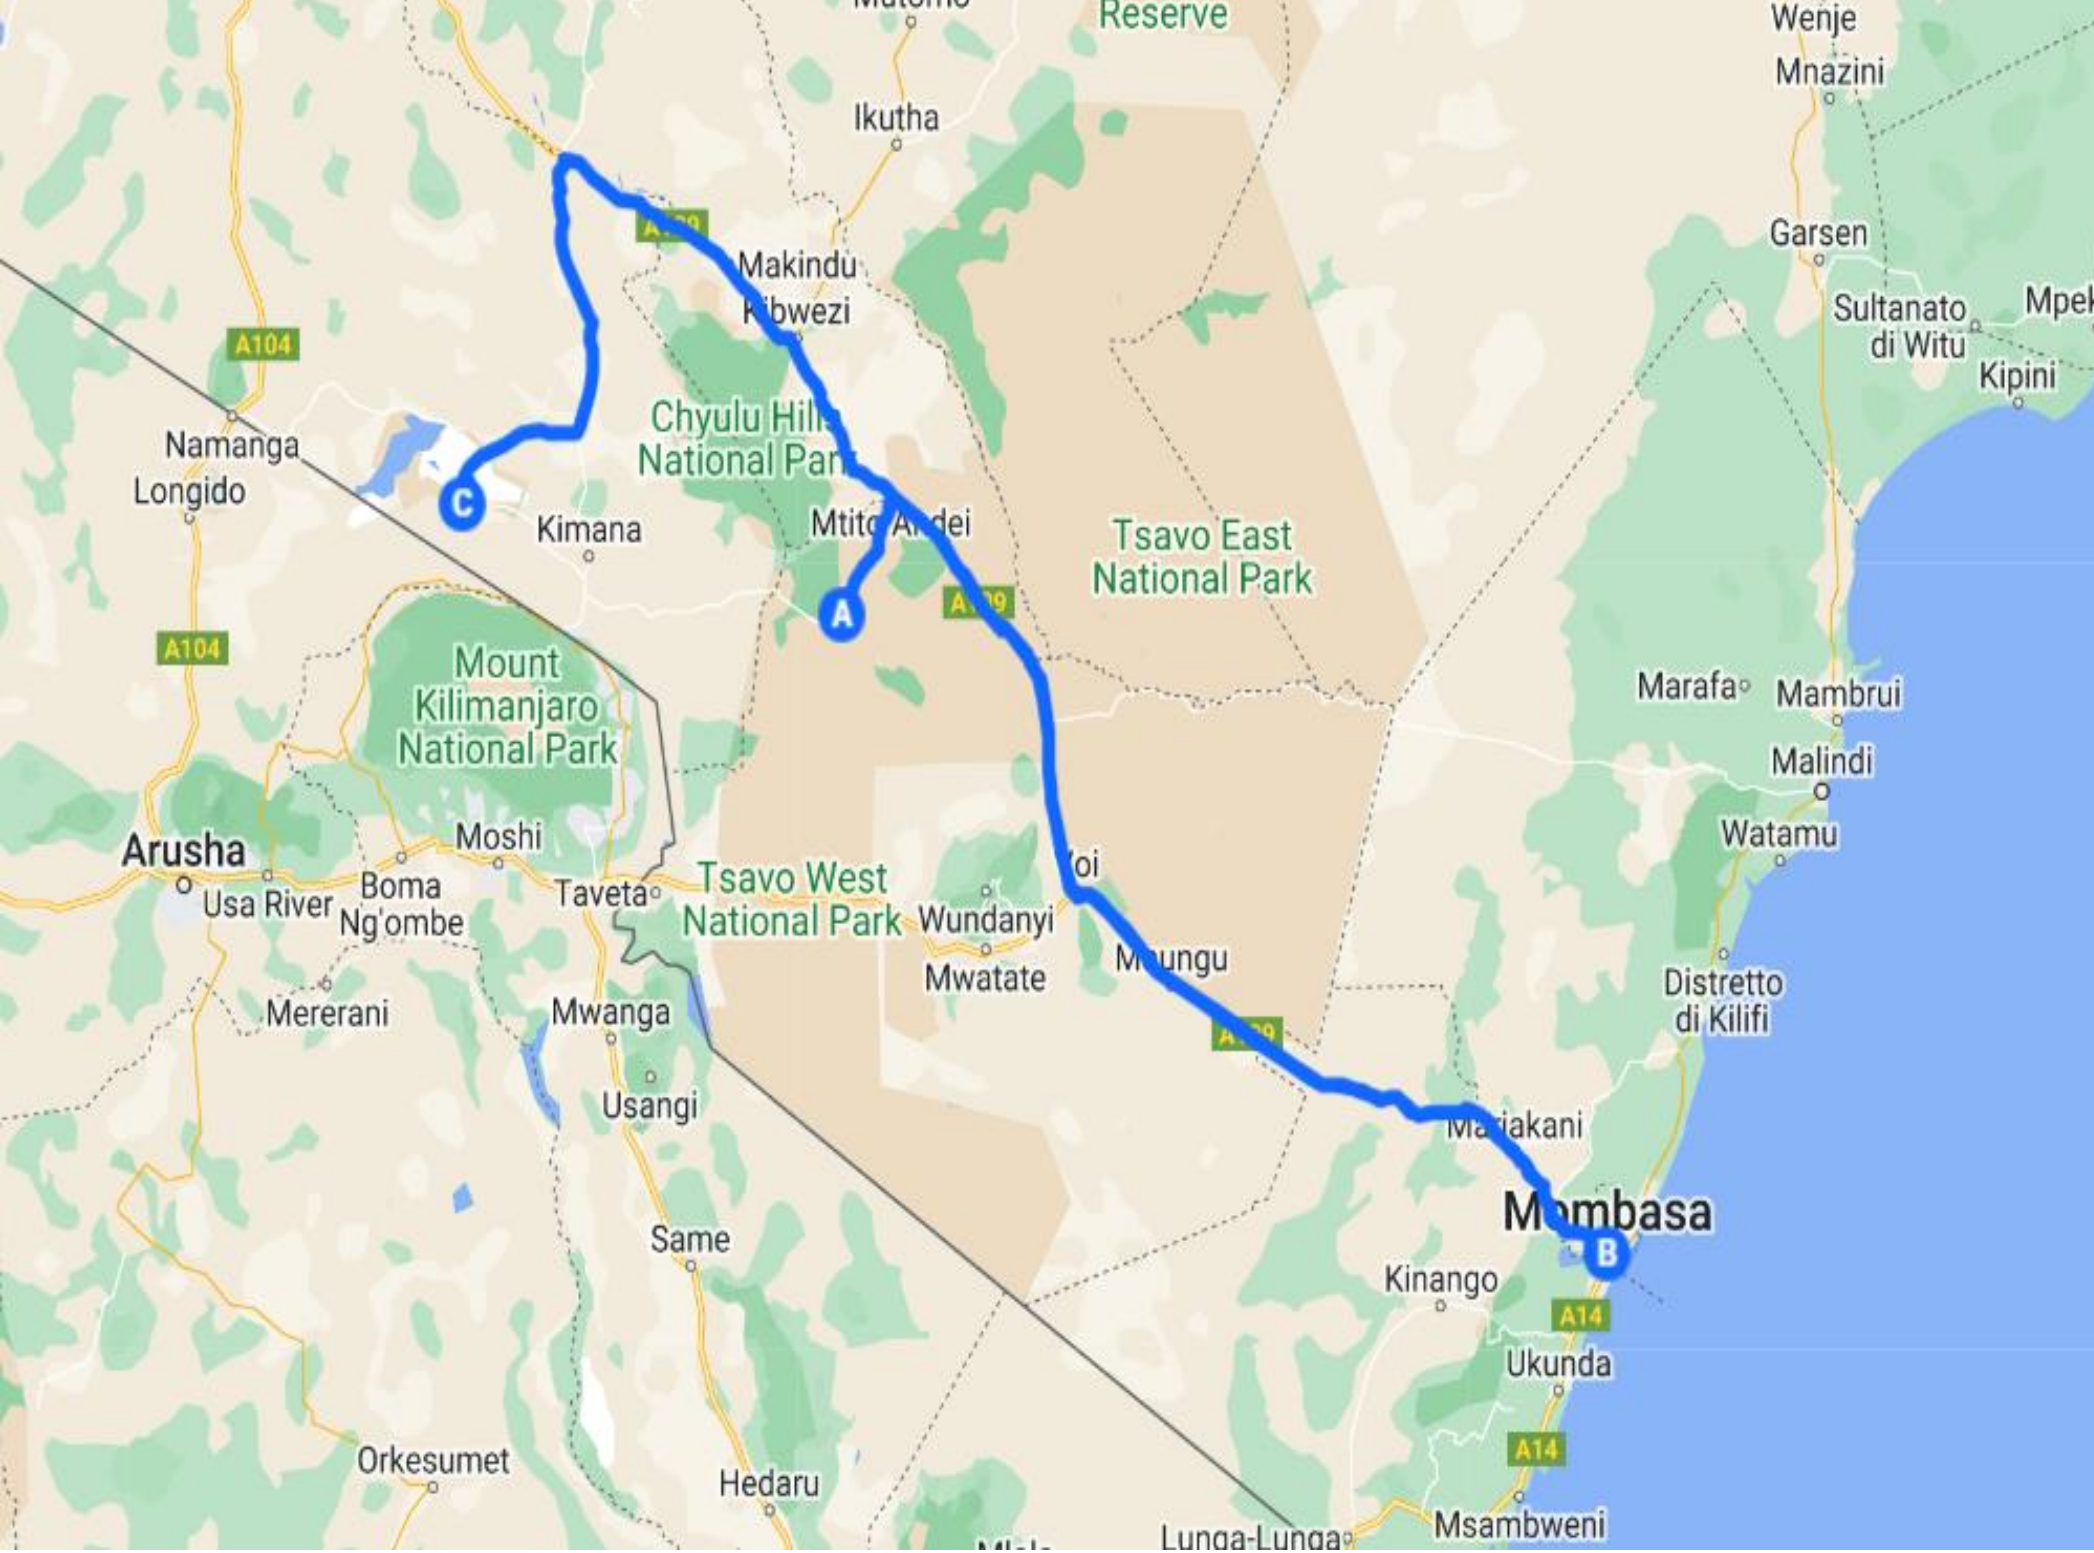 Reserve
Wenje
Mnazini
Ikutha
Garsen
Makindu
Kibwezi
Sultanato
di Witu
Kipini
A104
Chyulu Hills
National Park
Namanga
Longido
C
Kimana
Mtito Andei
Tsavo East
National Park
A
A104
Mount
Kilimanjaro
National Park
Marafa
Mambrui
Malindi
Watamu
Arusha
Moshi
Usa River
Boma
Ng'ombe
Taveta
Tsavo West
National Park
Voi
Wundanyi
Mwatate
Maungu
Distretto
di Kilifi
Mererani
Mwanga
Usangi
Mariakani
Mombasa
B
Same
Kinango
A14
Ukunda
A14
Orkesumet
Hedaru
Lunga-Lunga
Msambweni